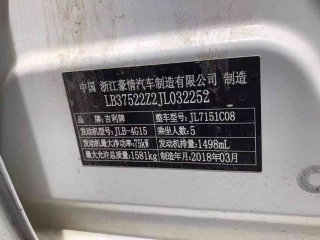 中国 浙江豪情汽车制造有限公司 制造
LB37522Z2JL032252
品牌：吉利牌 整车型号：JL7151C08
发动机型号：JLB-4G15 乘坐人数：5
发动机最大净功率：75kW 发动机排量：1498mL
最大允许总质量：1581kg 制造年月：2018年03月